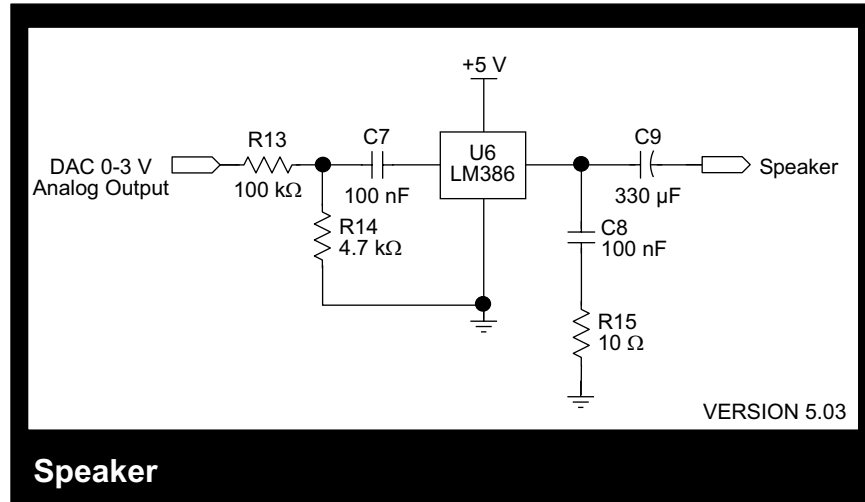 +5 V
R13
C7
C9
DAC 0-3 V
Analog Output
100 kΩ
100 nF
U6
LM386
330 µF
Speaker
R14
4.7 kΩ
C8
100 nF
R15
10 Ω
VERSION 5.03
Speaker